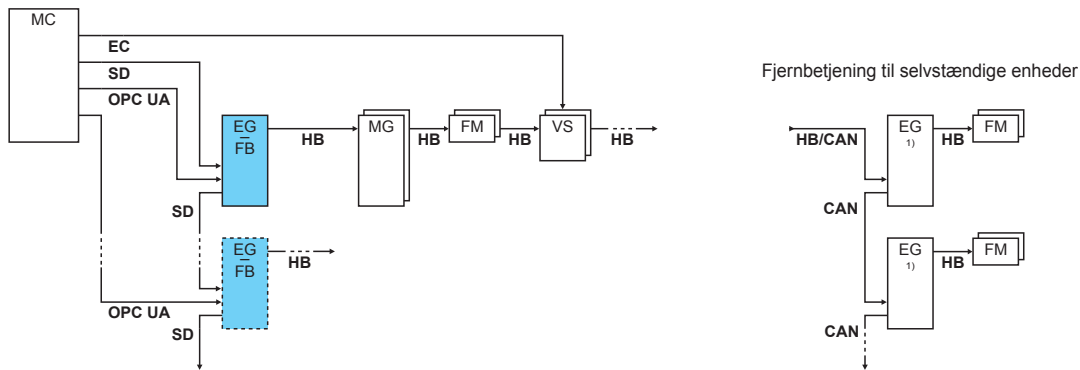 MC
EC
SD
OPC UA
EG
FB
HB
MG
HB
FM
HB
VS
HB
SD
EG
FB
HB
OPC UA
SD
Fjernbetjening til selvstændige enheder
HB/CAN
EG
1)
HB
FM
CAN
EG
1)
HB
FM
CAN